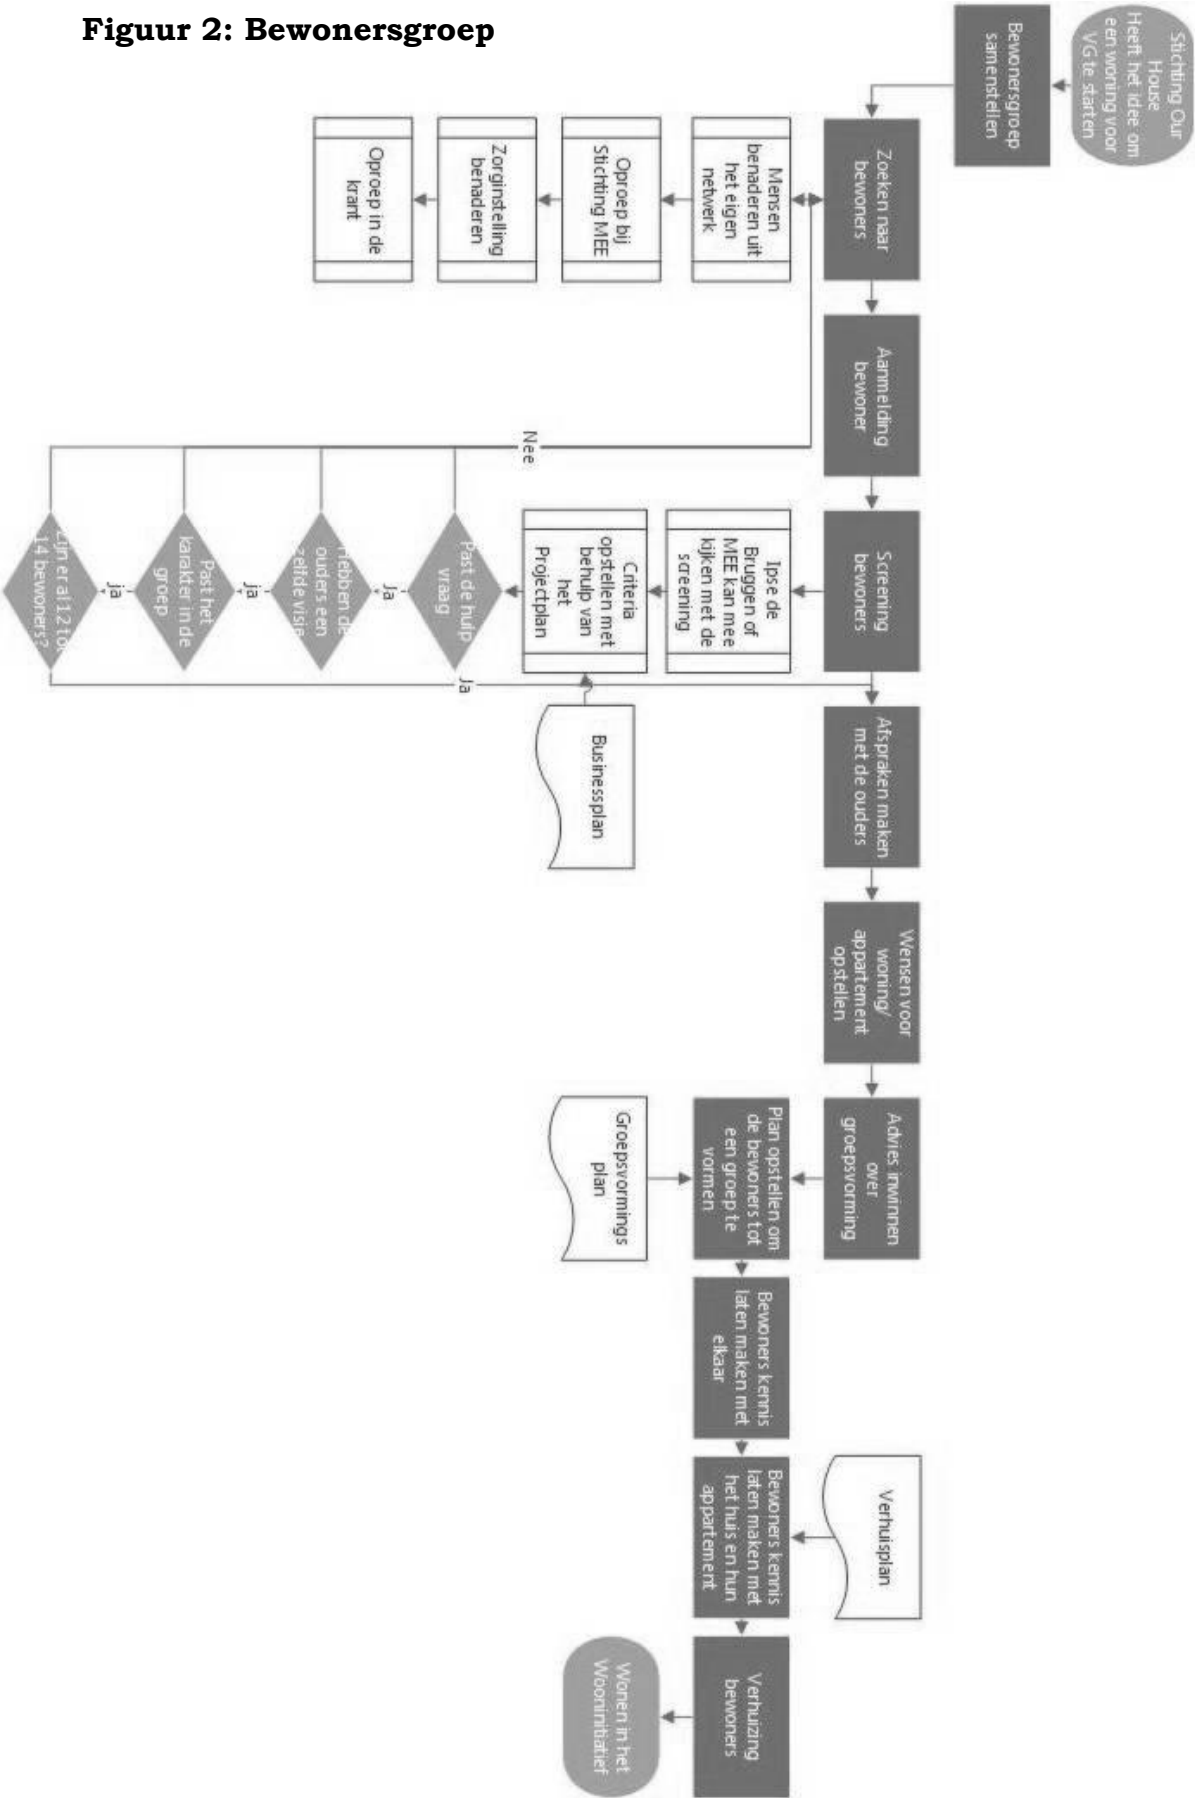 Figuur 2: Bewonersgroep
Stichting Our
House
Heeft het idee om
een woning voor
VG te starten
Bewonersgroep
samenstellen
Zoeken naar
bewoners
Mensen
benaderen uit
het eigen
netwerk
Oproep bij
Stichting MEE
Zorginstelling
benaderen
Oproep in de
krant
Aanmelding
bewoner
Screening
bewoners
Ipse de
Bruggen of
MEE kan mee
kijken met de
screening
Criteria
opstellen met
behulp van
het
Projectplan
Businessplan
Past de hulp
vraag
Ja
Hebben de
ouders een
zelfde visie
ja
Past het
karakter in de
groep
ja
Zijn er al 12 tot
14 bewoners?
Nee
Ja
Afspraken maken
met de ouders
Wensen voor
woning/
appartement
opstellen
Advies inwinnen
over
groepsvorming
Plan opstellen om
de bewoners tot
een groep te
vormen
Groepsvormings
plan
Bewoners kennis
laten maken met
elkaar
Bewoners kennis
laten maken met
het huis en hun
appartement
Verhuisplan
Verhuizing
bewoners
Wonen in het
Wooninitiatief